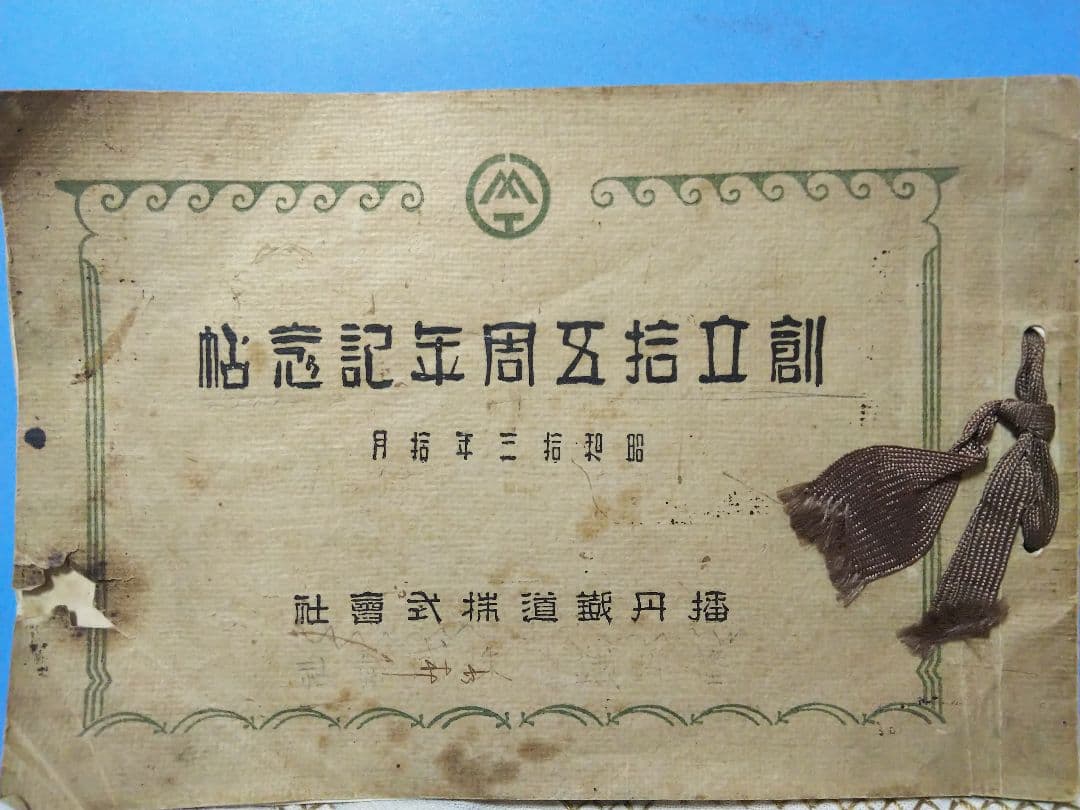 創立拾五周年記念帖
昭和拾三年拾月
播丹鐵道株式會社